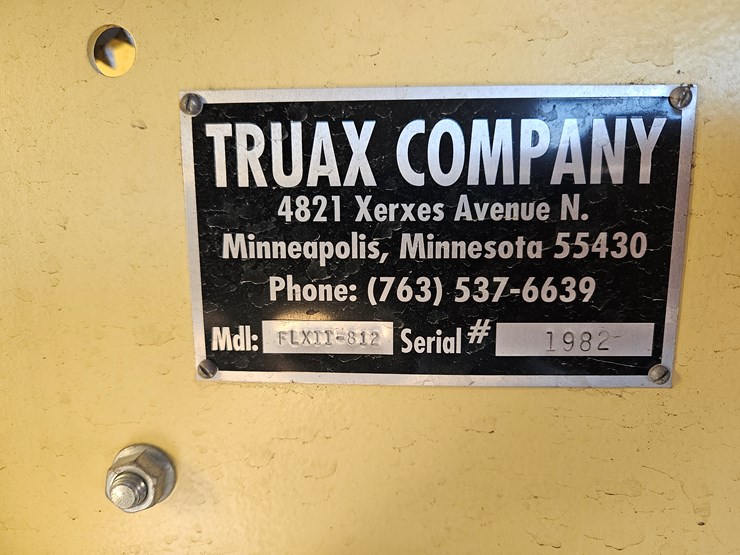 TRUAX COMPANY
4821 Xerxes Avenue N.
Minneapolis, Minnesota 55430
Phone: (763) 537-6639
Mdl: FLXII-812 Serial # 1982